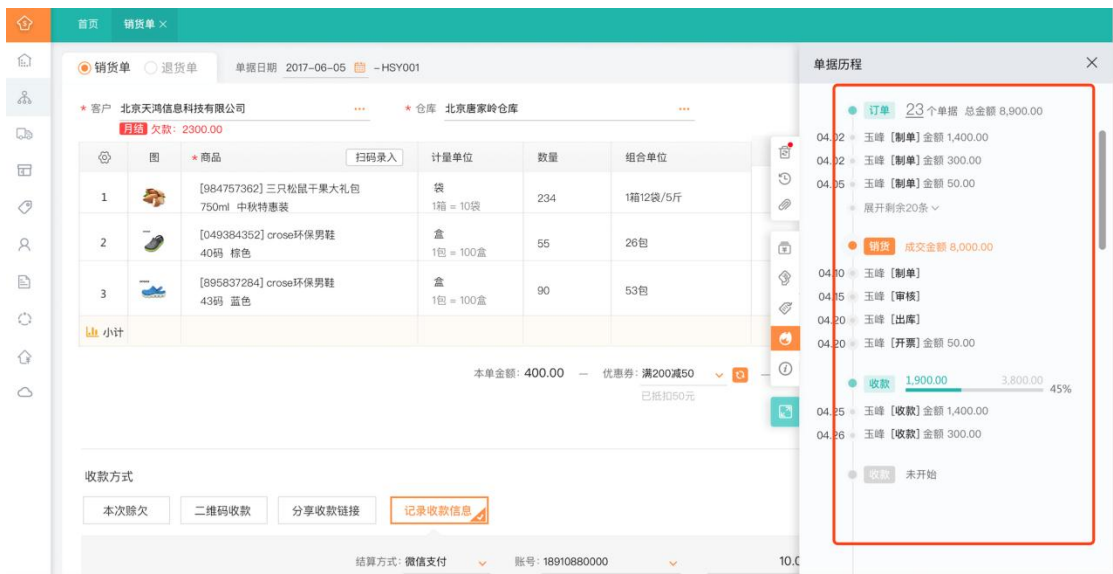 首页 销货单 ×
销货单 退货单 单据日期 2017-06-05 -HSY001
* 客户 北京天鸿信息科技有限公司 ... * 仓库 北京唐家岭仓库 ...
月结 欠款: 2300.00
图 *商品 扫码录入 计量单位 数量 组合单位
1 [984757362] 三只松鼠干果大礼包 袋 234 1箱12袋/5斤
750ml 中秋特惠装 1箱 = 10袋
2 [049384352] crose环保男鞋 盒 55 26包
40码 棕色 1包 = 100盒
3 [895837284] crose环保男鞋 盒 90 53包
43码 蓝色 1包 = 100盒
小计
本单金额: 400.00 — 优惠券: 满200减50 —
已抵扣50元
收款方式
本次赊欠 二维码收款 分享收款链接 记录收款信息
结算方式: 微信支付 账号: 18910880000 10.0
单据历程 ×
订单 23 个单据 总金额 8,900.00
04.02 玉峰 [制单] 金额 1,400.00
04.02 玉峰 [制单] 金额 300.00
04.05 玉峰 [制单] 金额 50.00
展开剩余20条
销货 成交金额 8,000.00
04.10 玉峰 [制单]
04.15 玉峰 [审核]
04.20 玉峰 [出库]
04.20 玉峰 [开票] 金额 50.00
收款 1,900.00 3,800.00 45%
04.25 玉峰 [收款] 金额 1,400.00
04.26 玉峰 [收款] 金额 300.00
收款 未开始